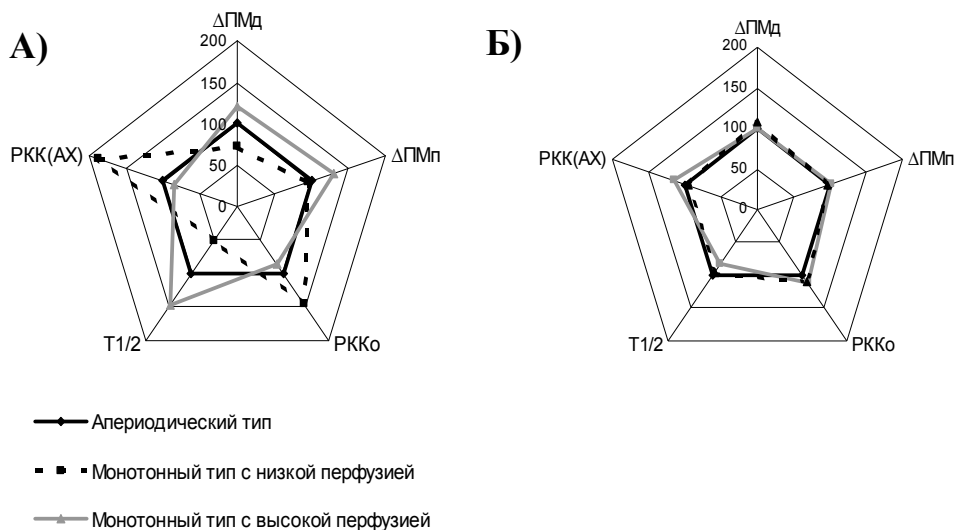 А)
ΔПМд
200
150
100
50
0
РКК(АХ)
ΔПМп
Т1/2
РККо
Б)
ΔПМд
200
150
100
50
0
РКК(АХ)
ΔПМп
Т1/2
РККо
Апериодический тип
Монотонный тип с низкой перфузией
Монотонный тип с высокой перфузией